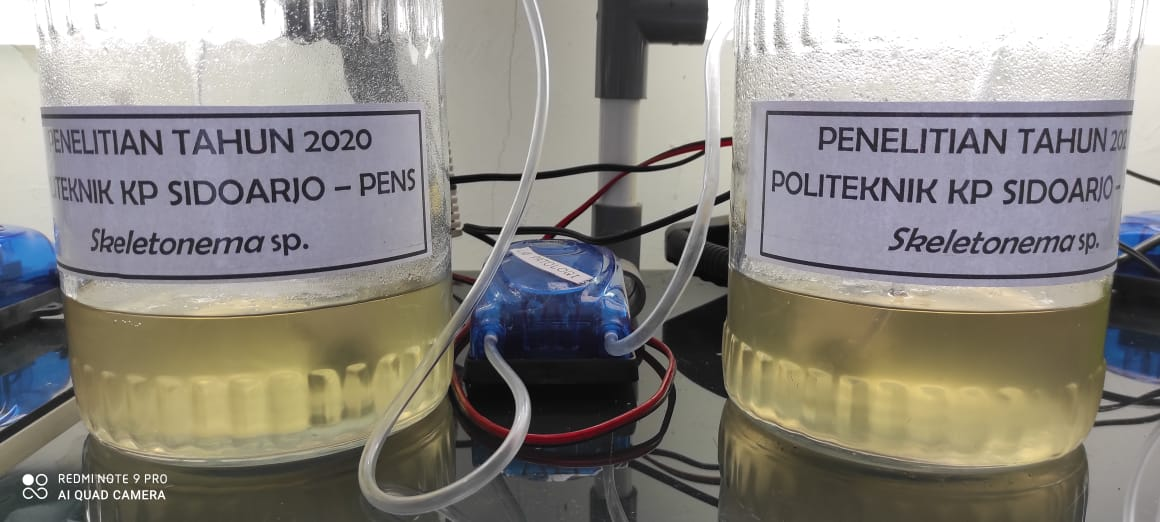 PENELITIAN TAHUN 2020
LITEKNIK KP SIDOARJO – PENS
Skeletonema sp.
PENELITIAN TAHUN 202
POLITEKNIK KP SIDOARJO –
Skeletonema sp.
REDMI NOTE 9 PRO
AI QUAD CAMERA